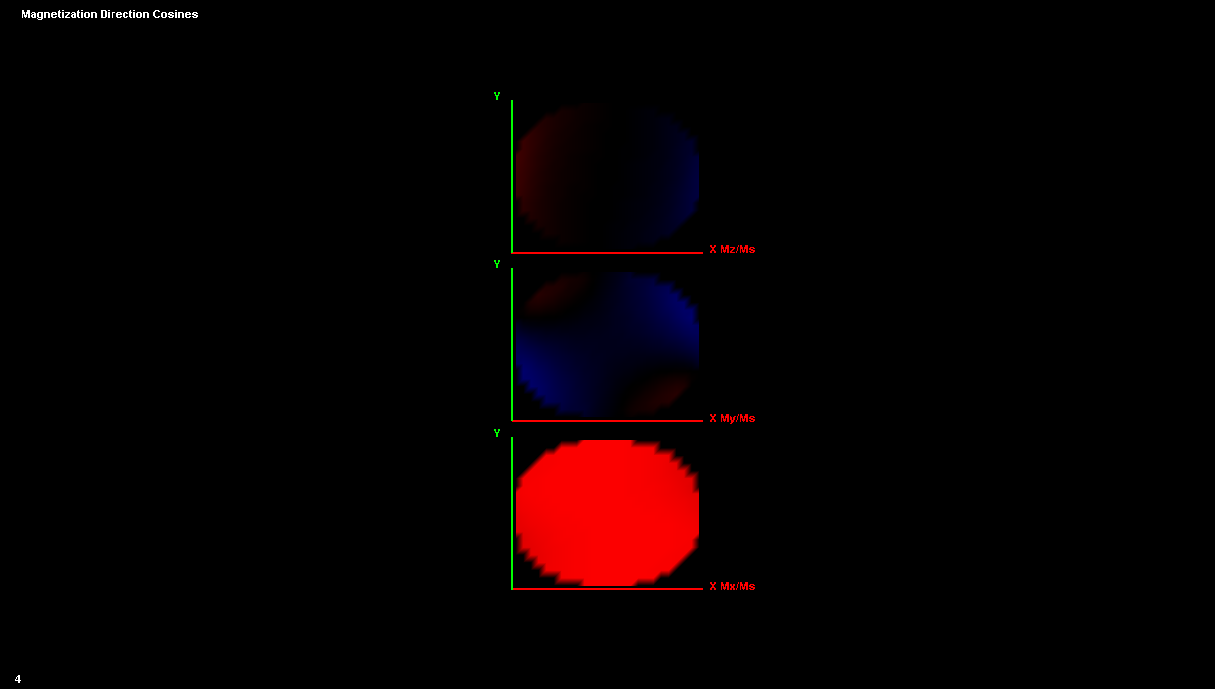 Magnetization Direction Cosines
Y
X Mz/Ms
Y
X My/Ms
Y
X Mx/Ms
4